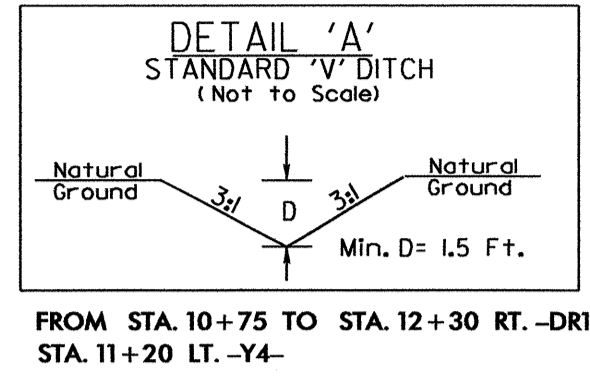 DETAIL 'A'
STANDARD 'V' DITCH
(Not to Scale)
Natural
Ground
3:1
D
3:1
Natural
Ground
Min. D= 1.5 Ft.
FROM STA. 10+75 TO STA. 12+30 RT. -DR1
STA. 11+20 LT. -Y4-